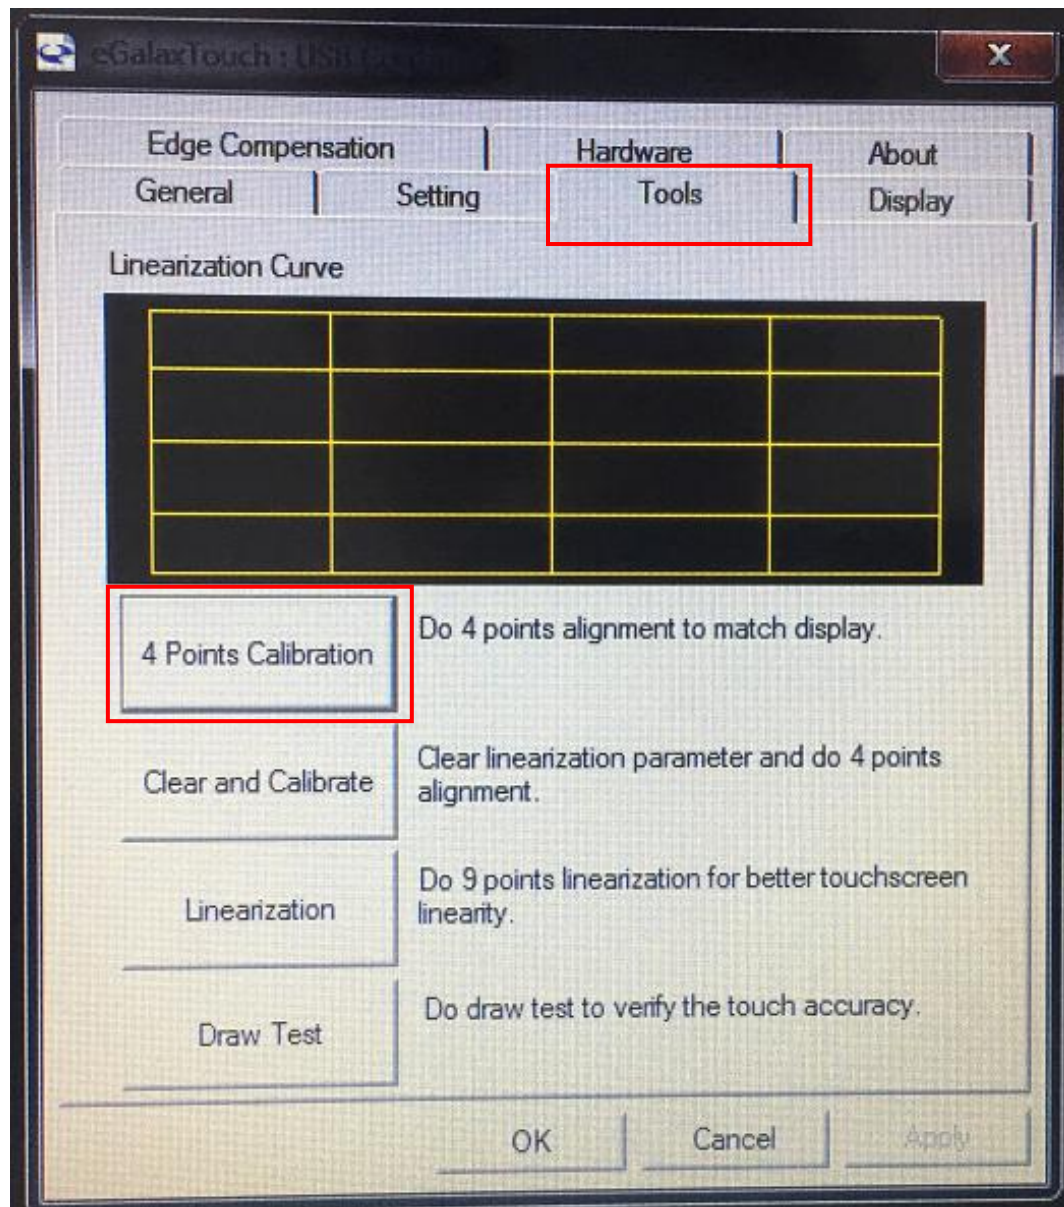 eGalaxTouch : USB
Edge Compensation Hardware About
General Setting Tools Display
Linearization Curve
4 Points Calibration Do 4 points alignment to match display.
Clear and Calibrate Clear linearization parameter and do 4 points
alignment.
Linearization Do 9 points linearization for better touchscreen
linearity.
Draw Test Do draw test to verify the touch accuracy.
OK Cancel Apply